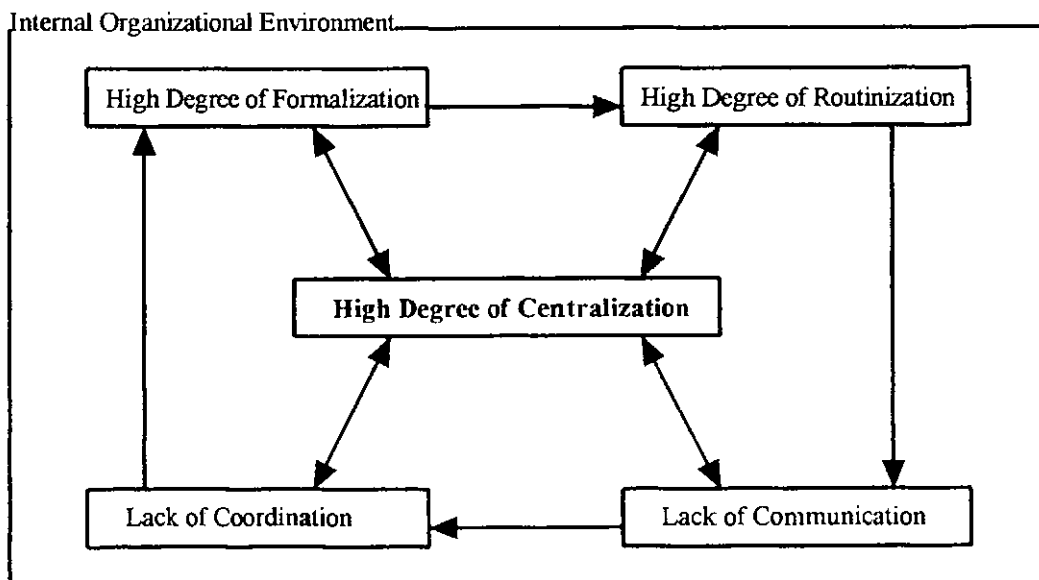 Internal Organizational Environment
High Degree of Formalization
High Degree of Routinization
High Degree of Centralization
Lack of Coordination
Lack of Communication